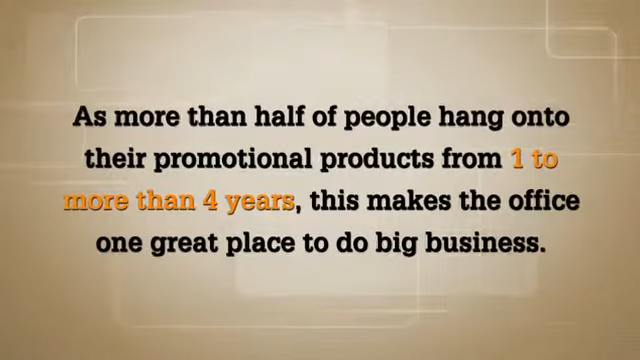 As more than half of people hang onto
their promotional products from 1 to
more than 4 years, this makes the office
one great place to do big business.